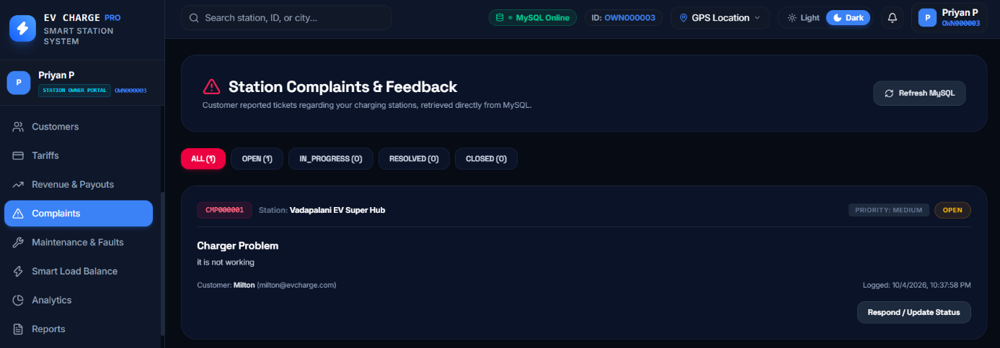 EV CHARGE PRO
SMART STATION
SYSTEM
Search station, ID, or city...
MySQL Online
ID: OWN000003
GPS Location
Light
Dark
P
Priyan P
OWN000003
P
Priyan P
STATION OWNER PORTAL
OWN000003
Customers
Tariffs
Revenue & Payouts
Complaints
Maintenance & Faults
Smart Load Balance
Analytics
Reports
Station Complaints & Feedback
Customer reported tickets regarding your charging stations, retrieved directly from MySQL.
Refresh MySQL
ALL (1)
OPEN (1)
IN_PROGRESS (0)
RESOLVED (0)
CLOSED (0)
CMP000001
Station: Vadapalani EV Super Hub
PRIORITY: MEDIUM
OPEN
Charger Problem
it is not working
Customer: Milton (milton@evcharge.com)
Logged: 10/4/2026, 10:37:58 PM
Respond / Update Status